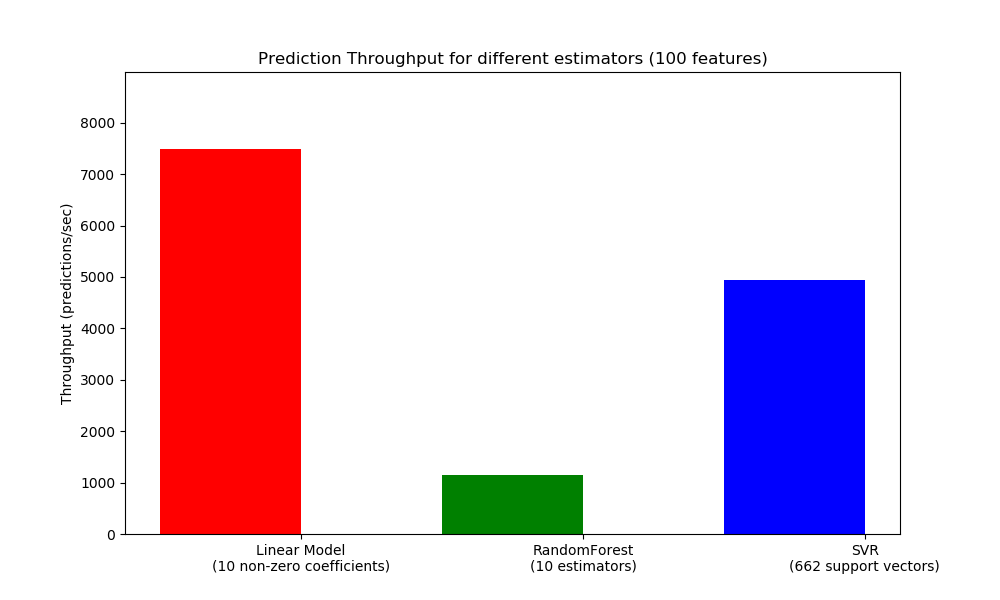 Prediction Throughput for different estimators (100 features)
Throughput (predictions/sec)
8000
7000
6000
5000
4000
3000
2000
1000
0
Linear Model
(10 non-zero coefficients)
RandomForest
(10 estimators)
SVR
(662 support vectors)